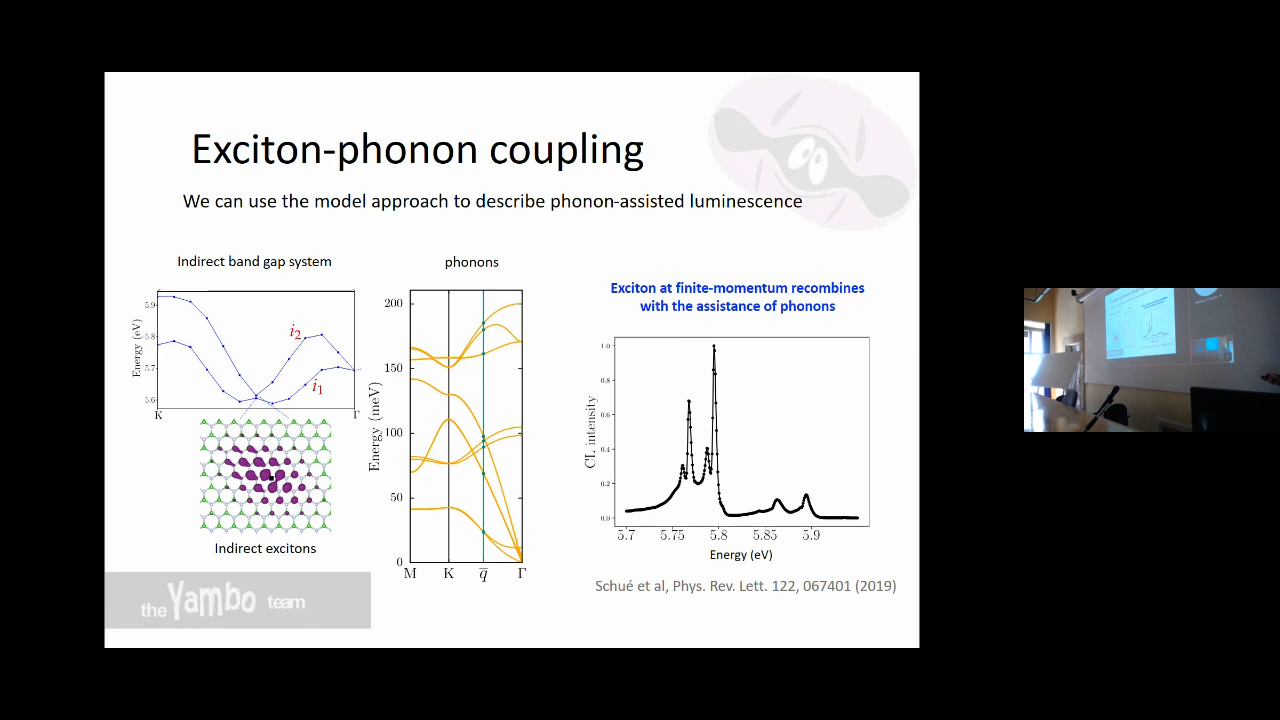 Exciton-phonon coupling
We can use the model approach to describe phonon-assisted luminescence
Indirect band gap system
Energy (eV)
5.9
5.8
5.7
5.6
K
Γ
i2
i1
Indirect excitons
phonons
Energy (meV)
200
150
100
50
0
M K q̅ Γ
Exciton at finite-momentum recombines
with the assistance of phonons
CL intensity
1.0
0.8
0.6
0.4
0.2
0.0
5.7 5.75 5.8 5.85 5.9
Energy (eV)
Schué et al, Phys. Rev. Lett. 122, 067401 (2019)
the Yambo team